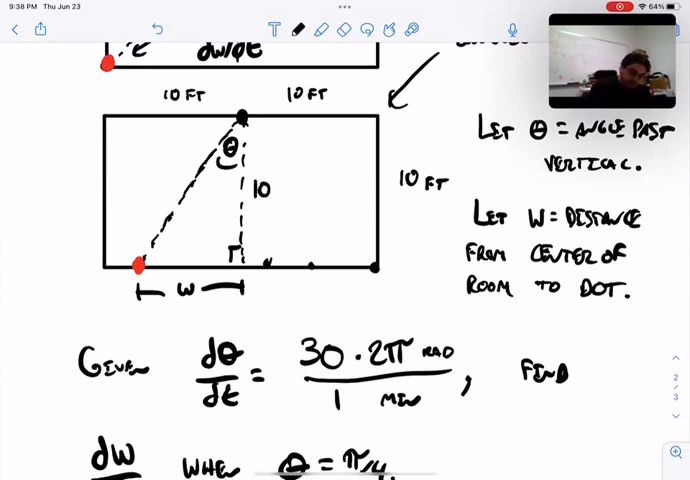 9:38 PM Thu Jun 23
64%
dw/dt
10 FT 10 FT
LET θ = ANGLE PAST
VERTICAL.
θ
10
10 FT
LET W = DISTANCE
FROM CENTER OF
ROOM TO DOT.
W
GIVEN dθ/dt = 30 · 2π RAD / 1 MIN , FIND
2
/
3
dW WHEN θ = π/4.